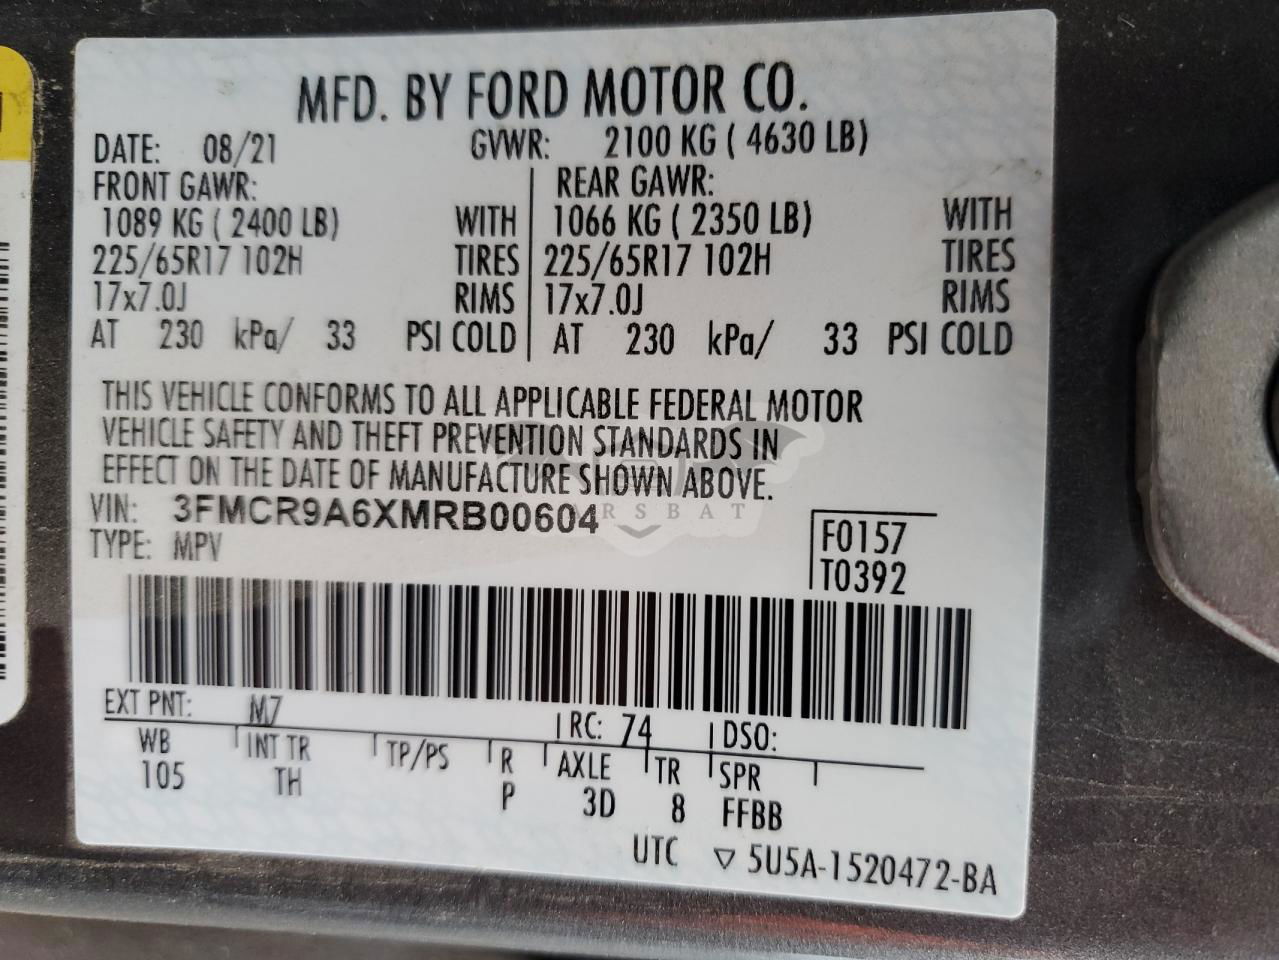 MFD. BY FORD MOTOR CO.
DATE: 08/21 GVWR: 2100 KG ( 4630 LB)
FRONT GAWR: REAR GAWR:
1089 KG ( 2400 LB) WITH 1066 KG ( 2350 LB) WITH
225/65R17 102H TIRES 225/65R17 102H TIRES
17x7.0J RIMS 17x7.0J RIMS
AT 230 kPa/ 33 PSI COLD AT 230 kPa/ 33 PSI COLD
THIS VEHICLE CONFORMS TO ALL APPLICABLE FEDERAL MOTOR
VEHICLE SAFETY AND THEFT PREVENTION STANDARDS IN
EFFECT ON THE DATE OF MANUFACTURE SHOWN ABOVE.
VIN: 3FMCR9A6XMRB00604
ARSBAT
TYPE: MPV
F0157
T0392
EXT PNT: M7 RC: 74 DSO:
WB INT TR TP/PS R AXLE TR SPR
105 TH P 3D 8 FFBB
UTC ▽ 5U5A-1520472-BA